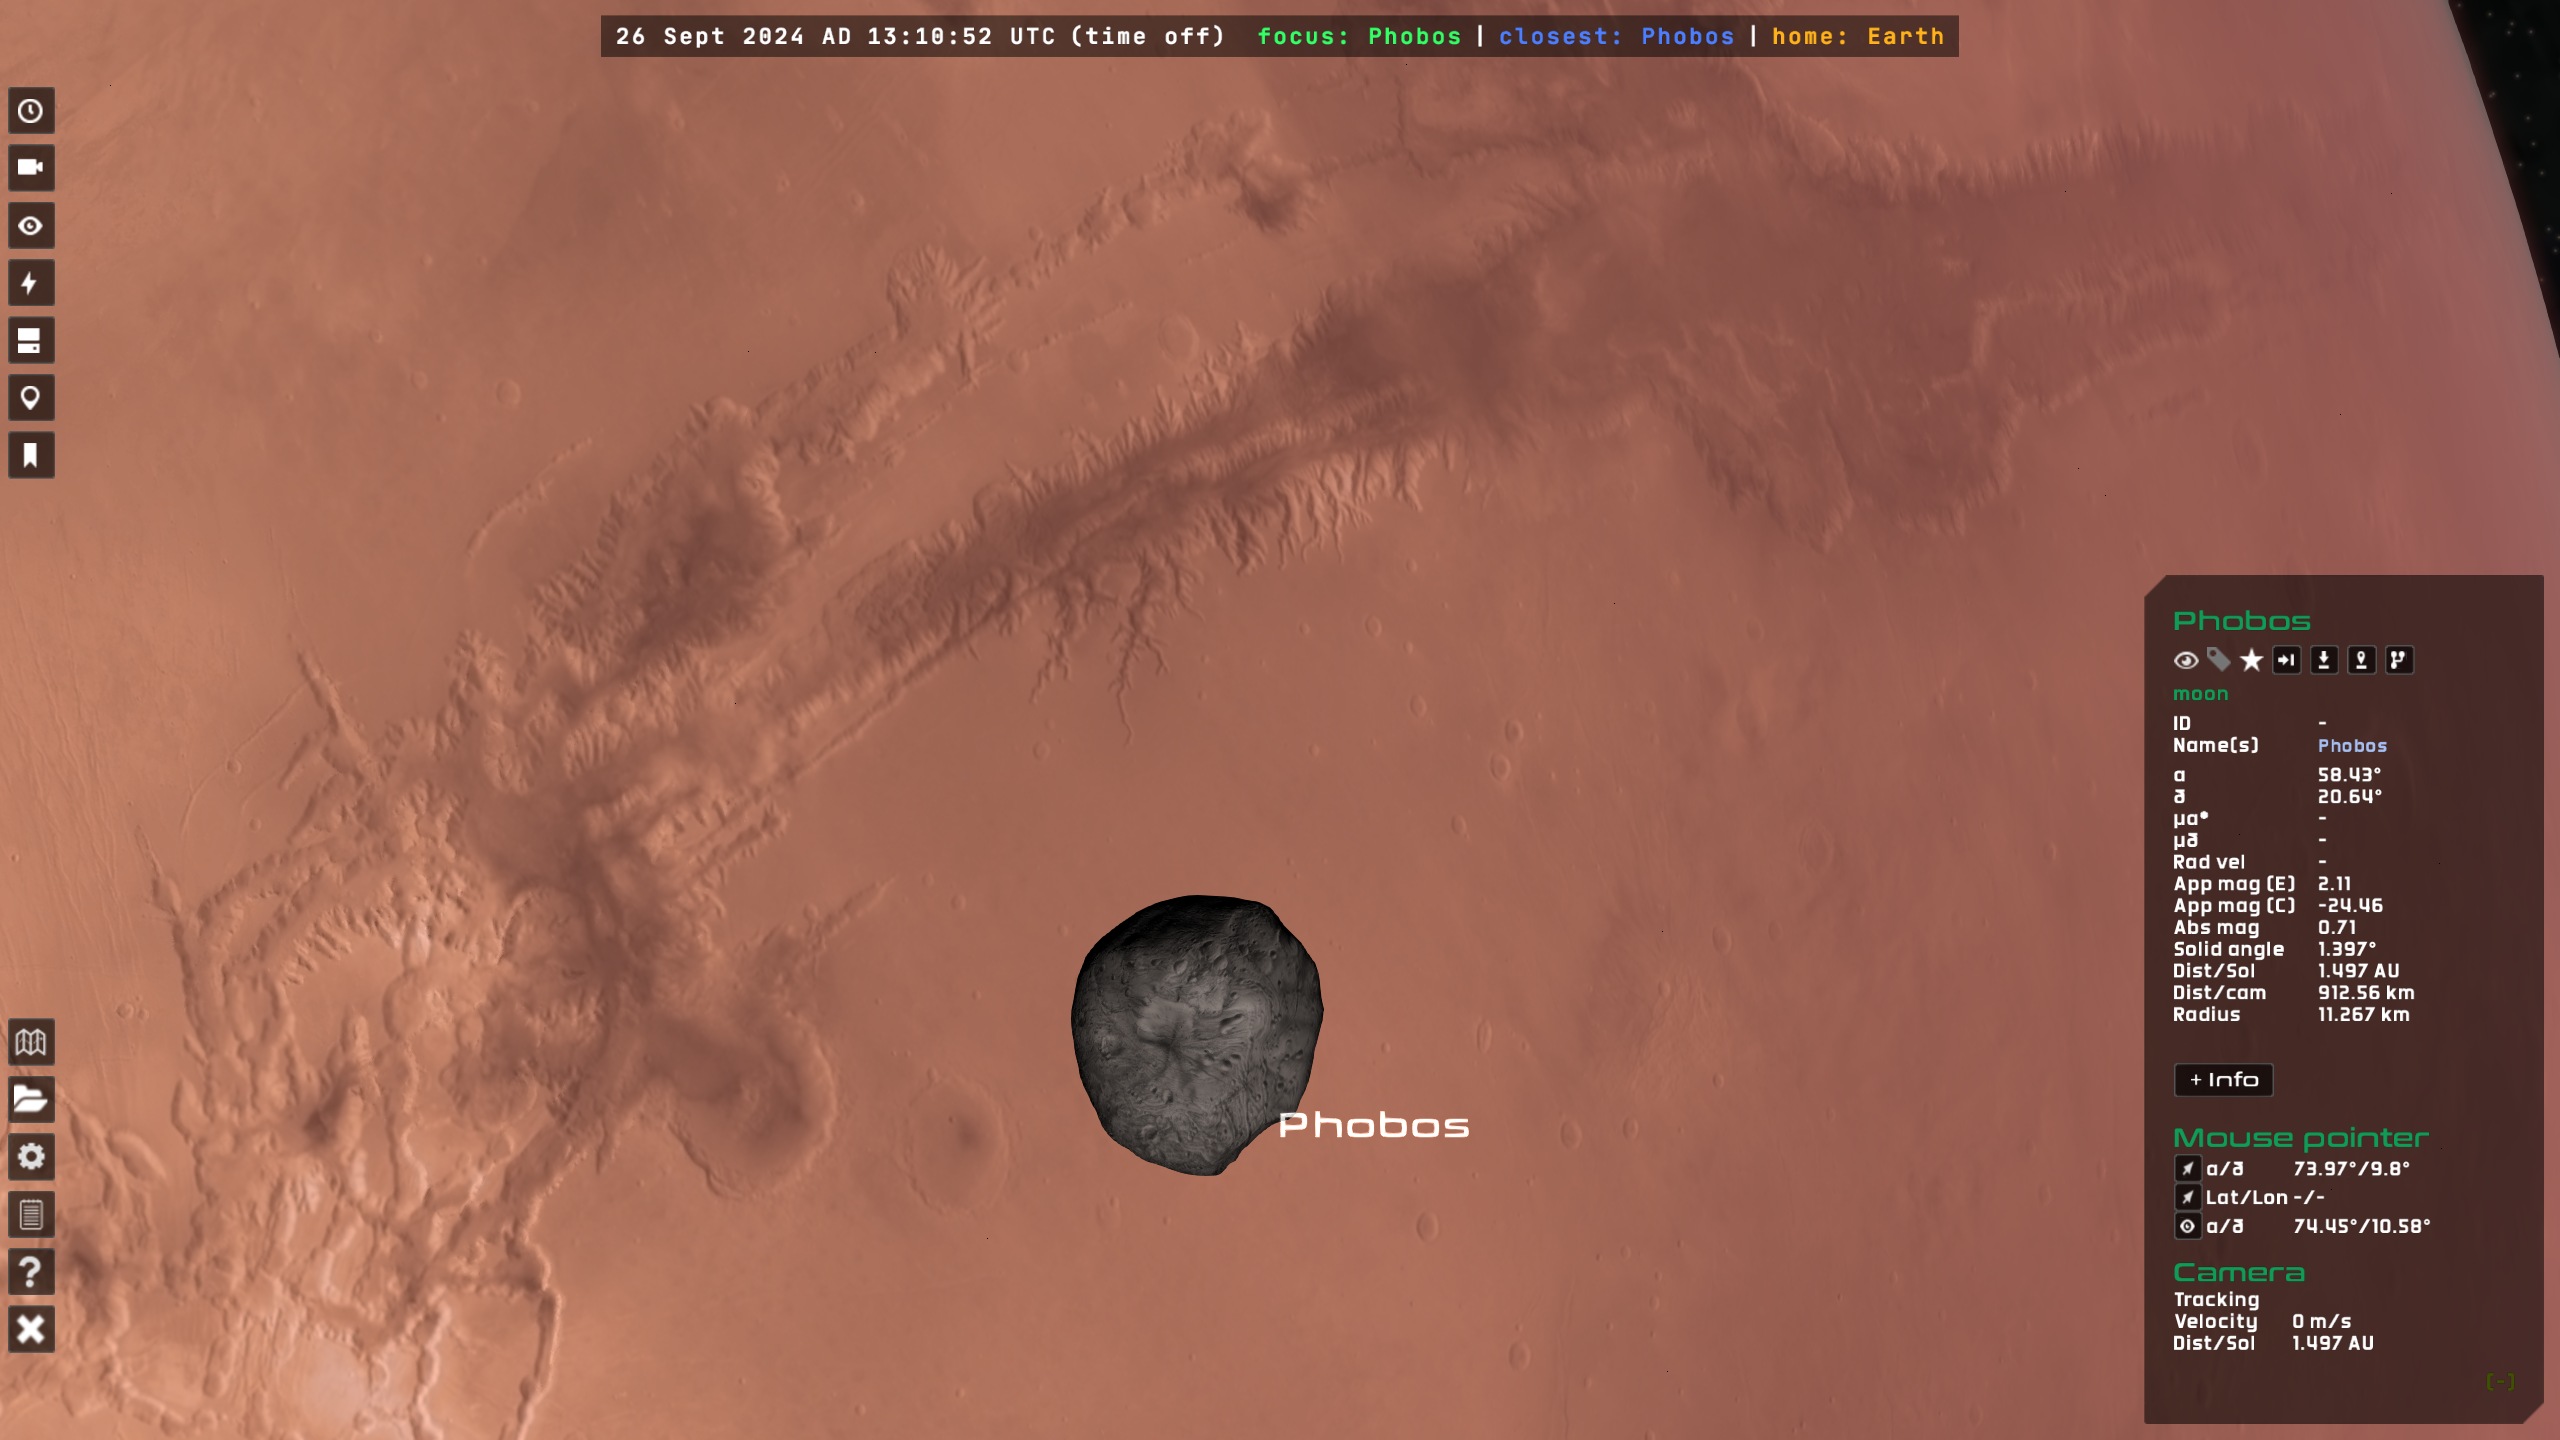 26 Sept 2024 AD 13:10:52 UTC (time off) focus: Phobos | closest: Phobos | home: Earth
Phobos
Phobos
moon
ID -
Name(s) Phobos
α 58.43°
δ 20.64°
μα* -
μδ -
Rad vel -
App mag (E) 2.11
App mag (C) -24.46
Abs mag 0.71
Solid angle 1.397°
Dist/Sol 1.497 AU
Dist/cam 912.56 km
Radius 11.267 km
+ Info
Mouse pointer
α/δ 73.97°/9.8°
Lat/Lon -/-
α/δ 74.45°/10.58°
Camera
Tracking
Velocity 0 m/s
Dist/Sol 1.497 AU
(-)